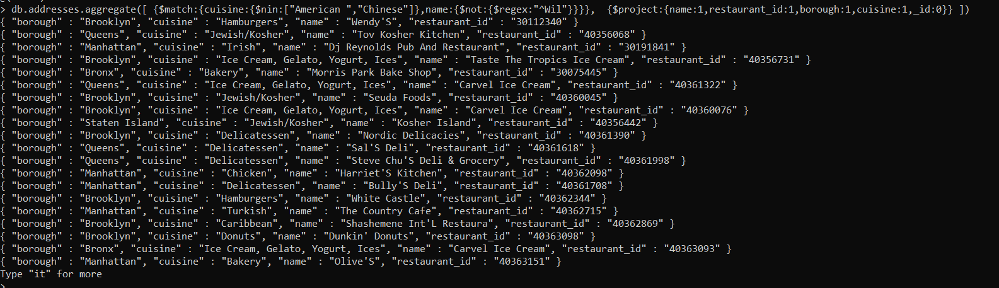 > db.addresses.aggregate([ {$match:{cuisine:{$nin:["American ","Chinese"]},name:{$not:{$regex:"^Wil"}}}},  {$project:{name:1,restaurant_id:1,borough:1,cuisine:1,_id:0}} ])
{ "borough" : "Brooklyn", "cuisine" : "Hamburgers", "name" : "Wendy'S", "restaurant_id" : "30112340" }
{ "borough" : "Queens", "cuisine" : "Jewish/Kosher", "name" : "Tov Kosher Kitchen", "restaurant_id" : "40356068" }
{ "borough" : "Manhattan", "cuisine" : "Irish", "name" : "Dj Reynolds Pub And Restaurant", "restaurant_id" : "30191841" }
{ "borough" : "Brooklyn", "cuisine" : "Ice Cream, Gelato, Yogurt, Ices", "name" : "Taste The Tropics Ice Cream", "restaurant_id" : "40356731" }
{ "borough" : "Bronx", "cuisine" : "Bakery", "name" : "Morris Park Bake Shop", "restaurant_id" : "30075445" }
{ "borough" : "Queens", "cuisine" : "Ice Cream, Gelato, Yogurt, Ices", "name" : "Carvel Ice Cream", "restaurant_id" : "40361322" }
{ "borough" : "Brooklyn", "cuisine" : "Jewish/Kosher", "name" : "Seuda Foods", "restaurant_id" : "40360045" }
{ "borough" : "Brooklyn", "cuisine" : "Ice Cream, Gelato, Yogurt, Ices", "name" : "Carvel Ice Cream", "restaurant_id" : "40360076" }
{ "borough" : "Staten Island", "cuisine" : "Jewish/Kosher", "name" : "Kosher Island", "restaurant_id" : "40356442" }
{ "borough" : "Brooklyn", "cuisine" : "Delicatessen", "name" : "Nordic Delicacies", "restaurant_id" : "40361390" }
{ "borough" : "Queens", "cuisine" : "Delicatessen", "name" : "Sal'S Deli", "restaurant_id" : "40361618" }
{ "borough" : "Queens", "cuisine" : "Delicatessen", "name" : "Steve Chu'S Deli & Grocery", "restaurant_id" : "40361998" }
{ "borough" : "Manhattan", "cuisine" : "Chicken", "name" : "Harriet'S Kitchen", "restaurant_id" : "40362098" }
{ "borough" : "Manhattan", "cuisine" : "Delicatessen", "name" : "Bully'S Deli", "restaurant_id" : "40361708" }
{ "borough" : "Brooklyn", "cuisine" : "Hamburgers", "name" : "White Castle", "restaurant_id" : "40362344" }
{ "borough" : "Manhattan", "cuisine" : "Turkish", "name" : "The Country Cafe", "restaurant_id" : "40362715" }
{ "borough" : "Brooklyn", "cuisine" : "Caribbean", "name" : "Shashemene Int'L Restaura", "restaurant_id" : "40362869" }
{ "borough" : "Brooklyn", "cuisine" : "Donuts", "name" : "Dunkin' Donuts", "restaurant_id" : "40363098" }
{ "borough" : "Bronx", "cuisine" : "Ice Cream, Gelato, Yogurt, Ices", "name" : "Carvel Ice Cream", "restaurant_id" : "40363093" }
{ "borough" : "Manhattan", "cuisine" : "Bakery", "name" : "Olive'S", "restaurant_id" : "40363151" }
Type "it" for more
>